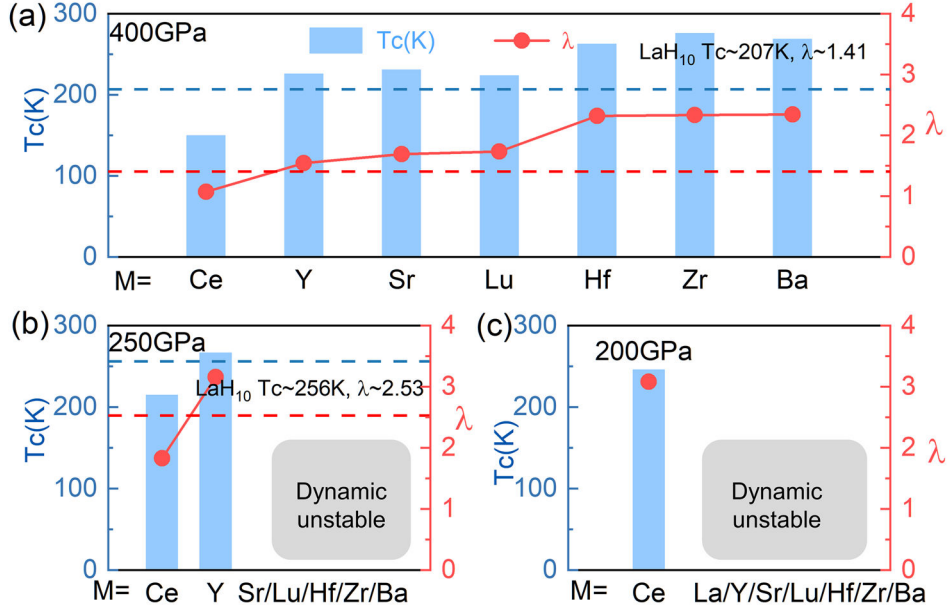 (a)
400GPa
Tc(K)
λ
LaH₁₀ Tc~207K, λ~1.41
Tc(K)
300
200
100
0
4
3
2
1
0
λ
M= Ce Y Sr Lu Hf Zr Ba
(b)
250GPa
LaH₁₀ Tc~256K, λ~2.53
Tc(K)
300
200
100
0
4
3
2
1
0
λ
Dynamic
unstable
M= Ce Y Sr/Lu/Hf/Zr/Ba
(c)
200GPa
Tc(K)
300
200
100
0
4
3
2
1
0
λ
Dynamic
unstable
M= Ce La/Y/Sr/Lu/Hf/Zr/Ba